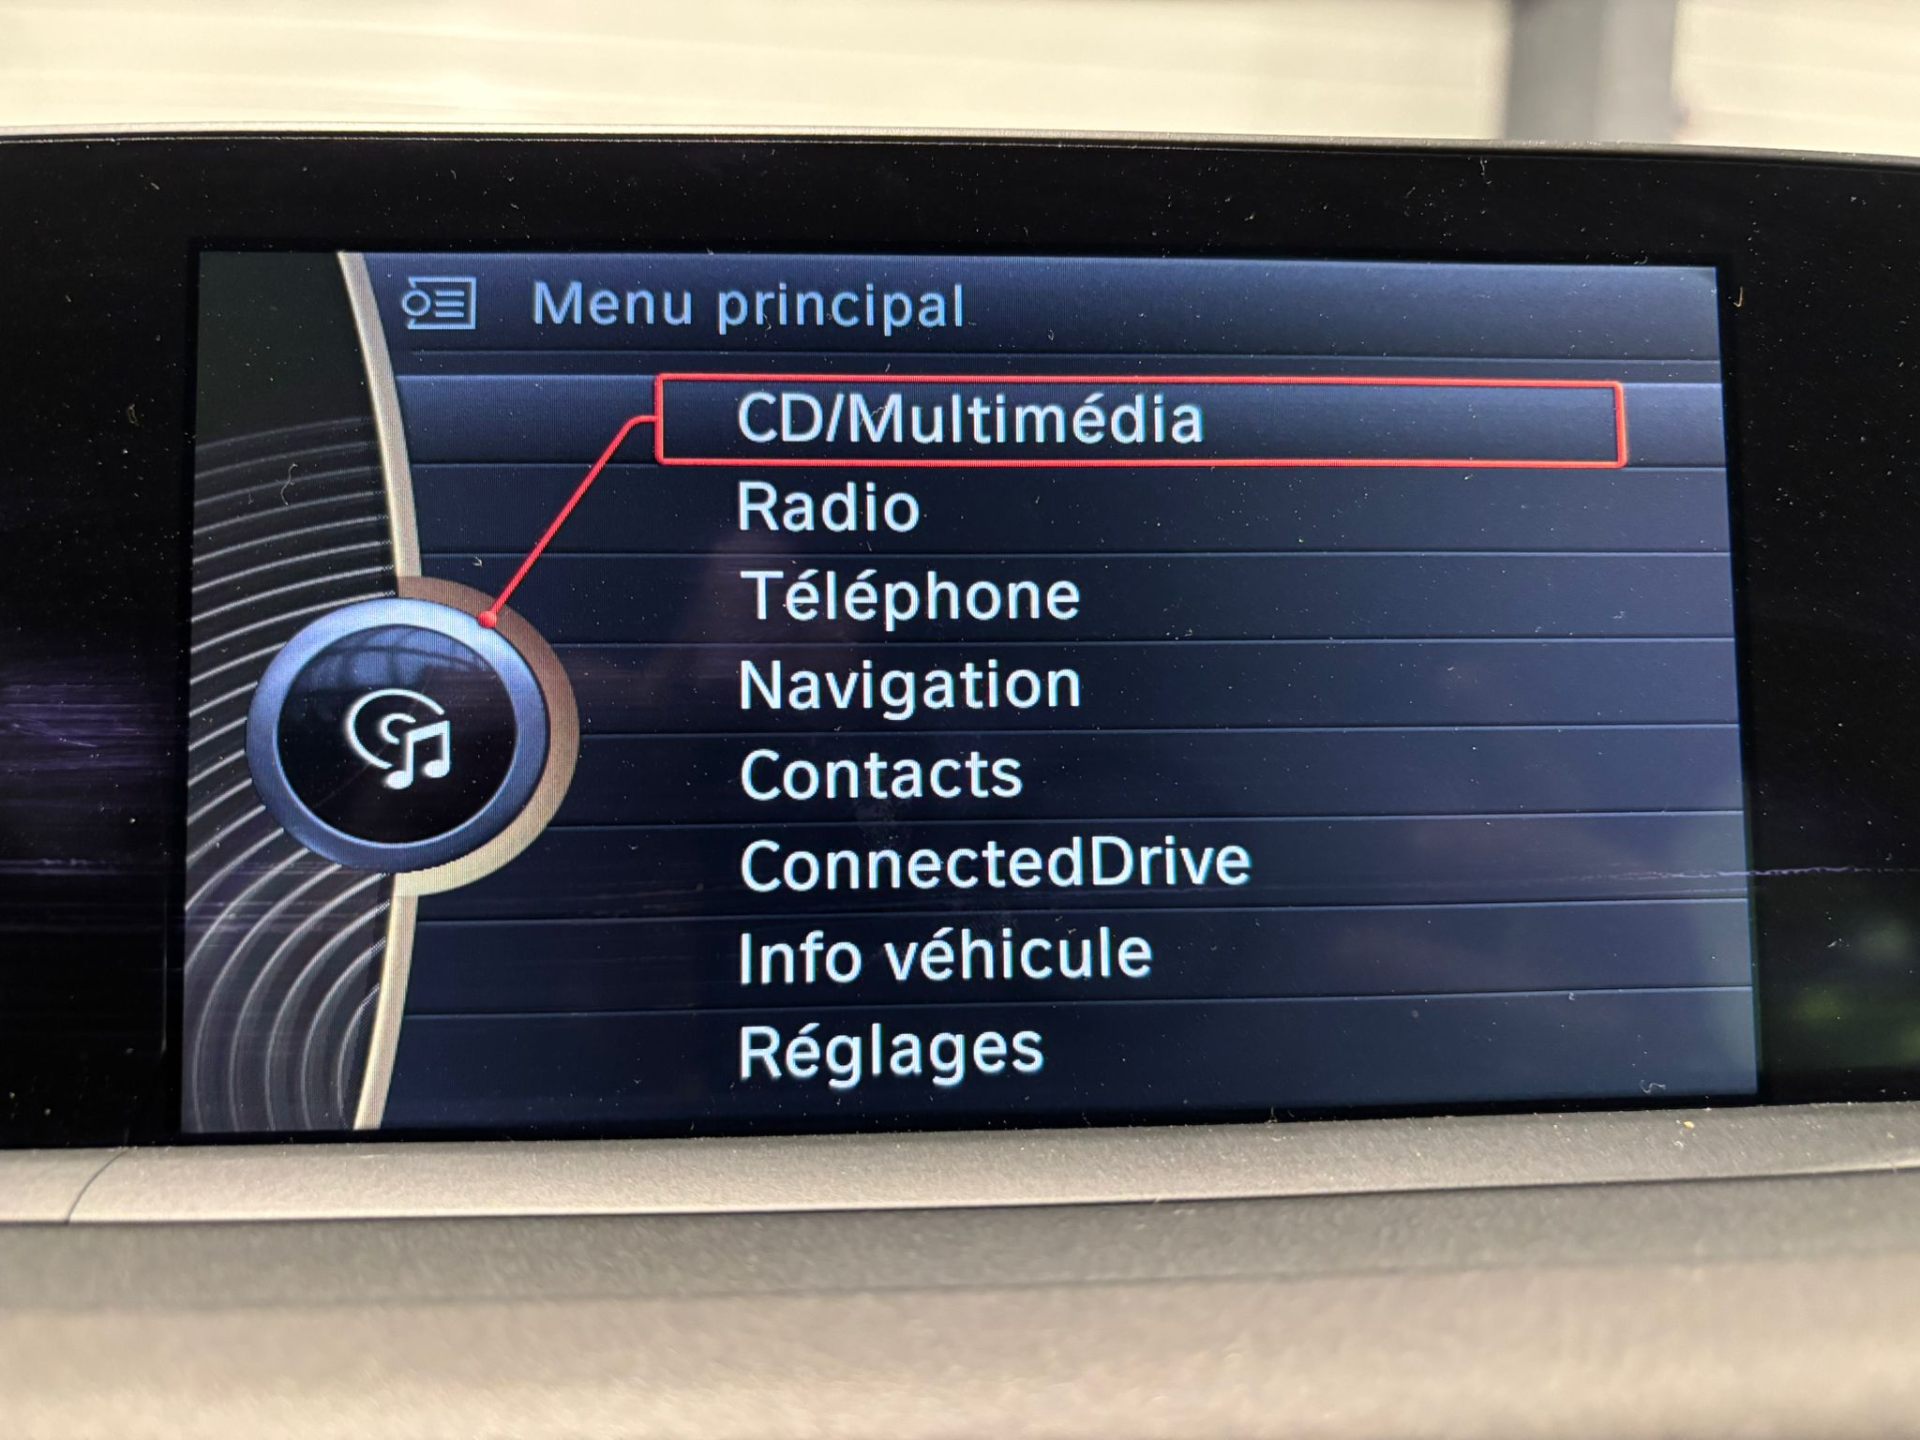 Menu principal
CD/Multimédia
Radio
Téléphone
Navigation
Contacts
ConnectedDrive
Info véhicule
Réglages